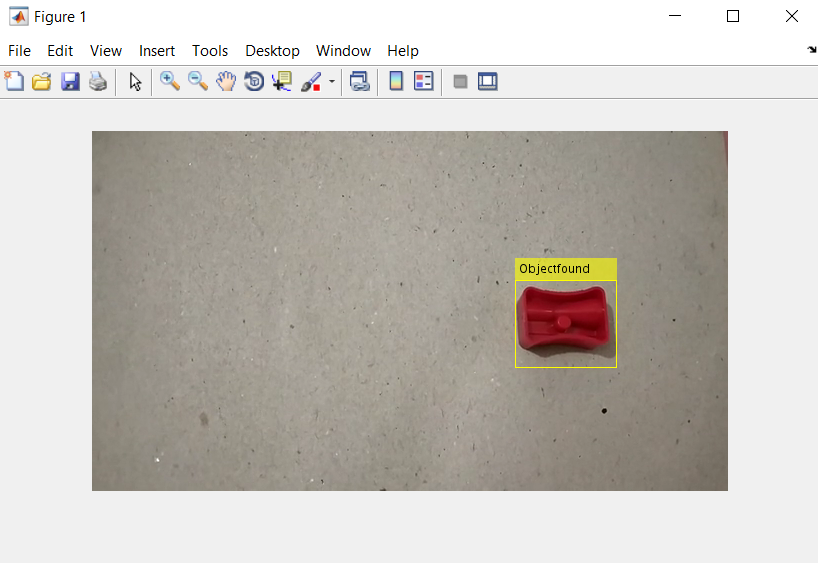 Figure 1
File Edit View Insert Tools Desktop Window Help
Objectfound